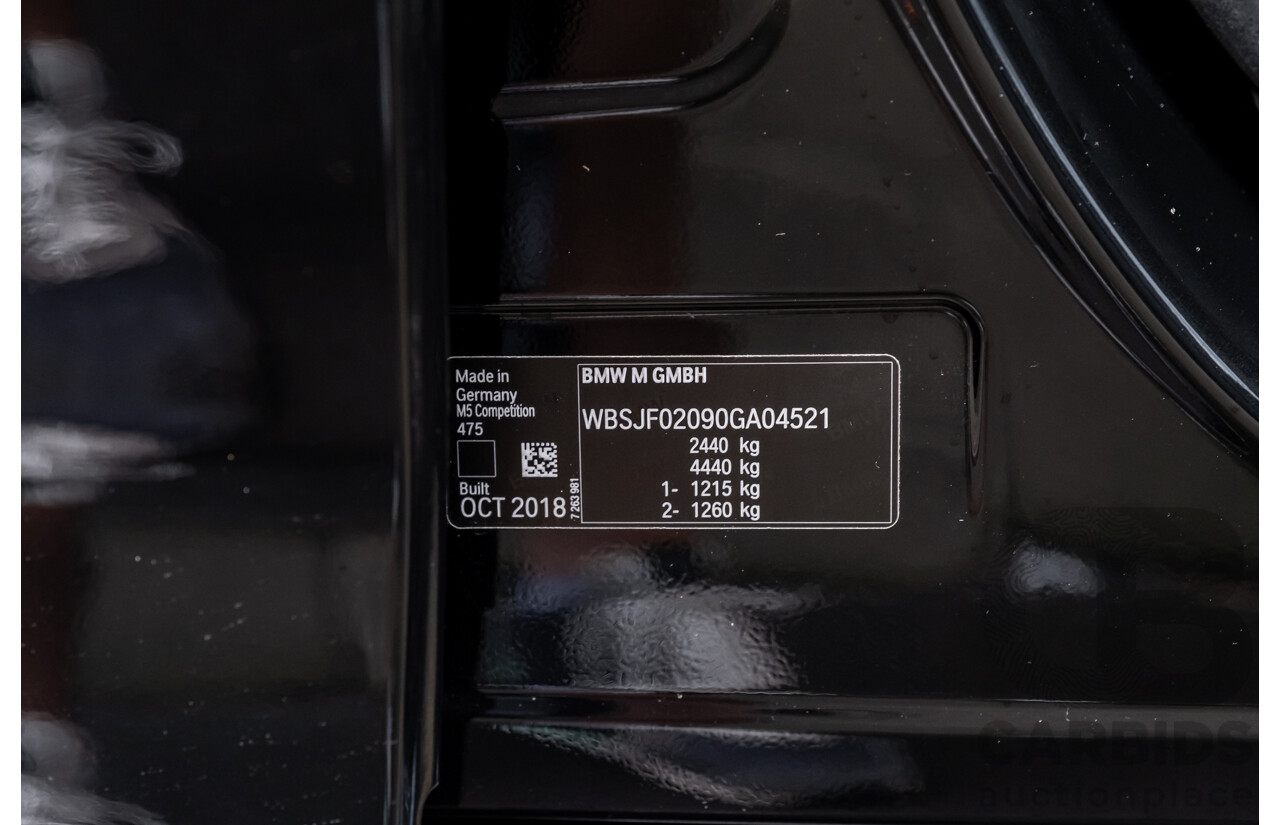 Made in
Germany
M5 Competition
475
Built
OCT 2018
7 263 981
BMW M GMBH
WBSJF02090GA04521
2440 kg
4440 kg
1- 1215 kg
2- 1260 kg
CARBIDS
auctionplace